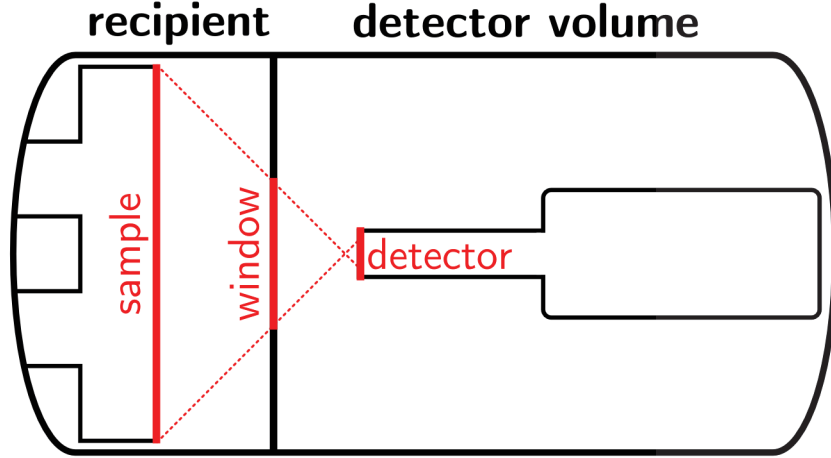 recipient
detector volume
sample
window
detector